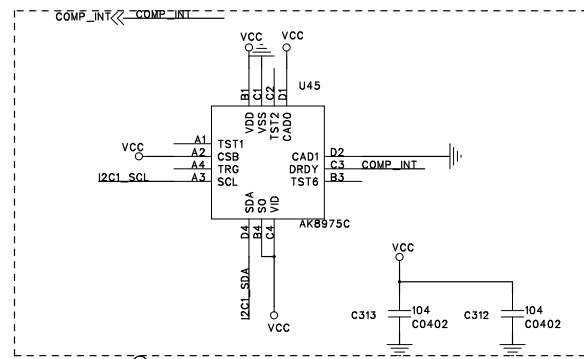 COMP_INT COMP_INT
VCC VCC
B1 C1 C2 D1 U45
VDD VSS TST2 CAD0
A1 TST1
VCC A2 CSB CAD1 D2
A4 TRG DRDY C3 COMP_INT
I2C1_SCL A3 SCL TST6 B3
SDA SO VID
D4 B4 C4 AK8975C
I2C1_SDA
VCC
VCC
C313 104 C312 104
C0402 C0402